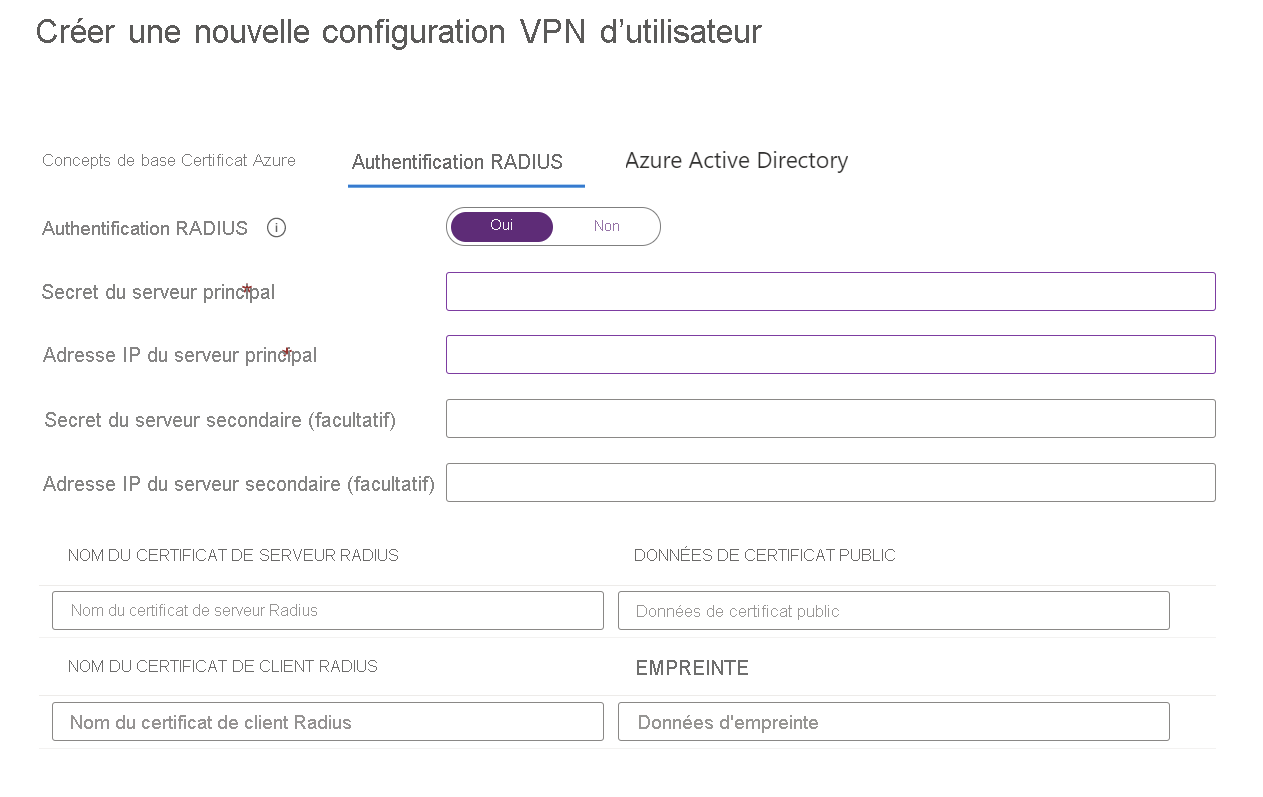 Créer une nouvelle configuration VPN d’utilisateur
Concepts de base Certificat Azure Authentification RADIUS Azure Active Directory
Authentification RADIUS i Oui Non
Secret du serveur principal *
Adresse IP du serveur principal *
Secret du serveur secondaire (facultatif)
Adresse IP du serveur secondaire (facultatif)
NOM DU CERTIFICAT DE SERVEUR RADIUS DONNÉES DE CERTIFICAT PUBLIC
Nom du certificat de serveur Radius Données de certificat public
NOM DU CERTIFICAT DE CLIENT RADIUS EMPREINTE
Nom du certificat de client Radius Données d'empreinte